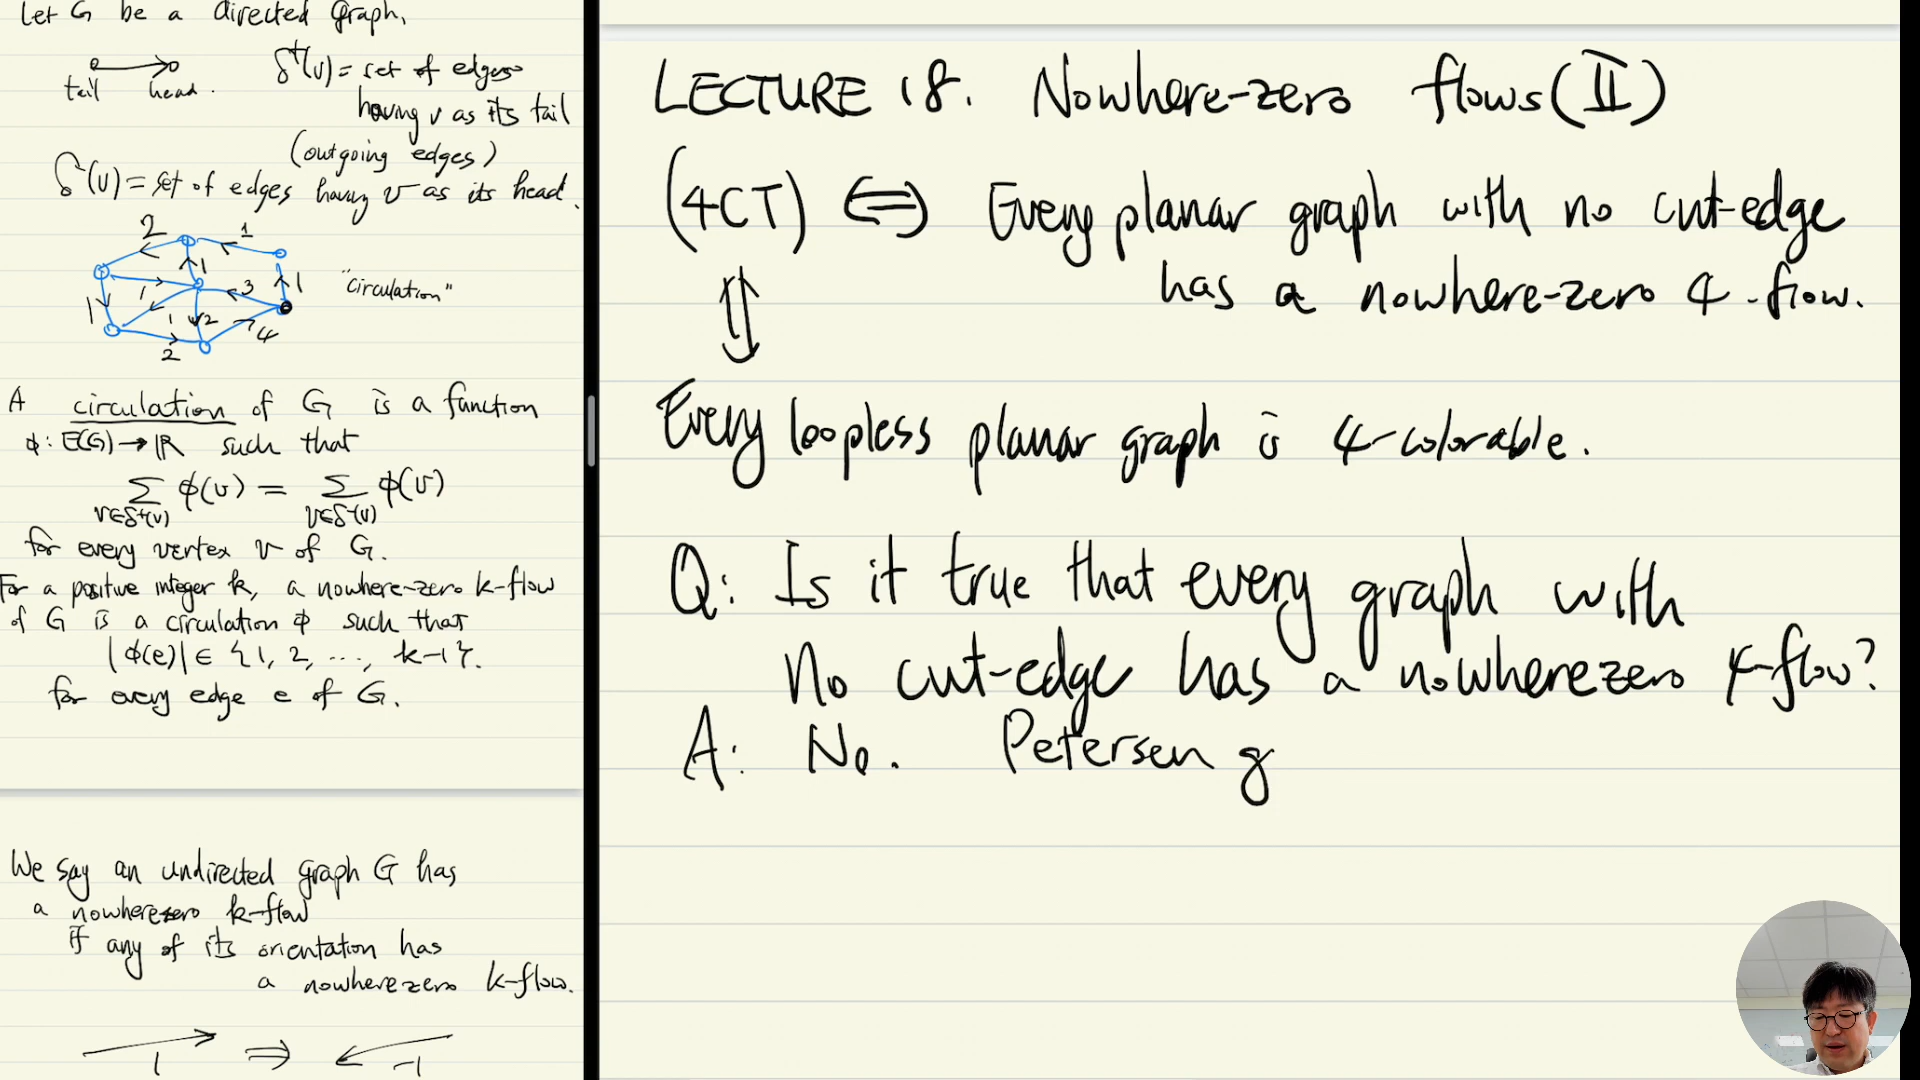 Let G be a directed graph,
tail head.
δ⁺(v) = set of edges
having v as its tail
(outgoing edges)
δ⁻(v) = set of edges having v as its head.
2 1
1 1
1 3 "circulation"
1 1 2 4
2
A circulation of G is a function
ϕ: E(G) → ℝ such that
∑ ϕ(v) = ∑ ϕ(v)
v∈δ⁺(v) v∈δ⁻(v)
for every vertex v of G.
For a positive integer k, a nowhere-zero k-flow
of G is a circulation ϕ such that
|ϕ(e)| ∈ {1, 2, ..., k-1}.
for every edge e of G.
We say an undirected graph G has
a nowherezero k-flow
if any of its orientation has
a nowherezero k-flow.
1 ⇒ -1
LECTURE 18. Nowhere-zero flows (II)
(4CT) ⇔ Every planar graph with no cut-edge
has a nowhere-zero 4-flow.
⇕
Every loopless planar graph is 4-colorable.
Q: Is it true that every graph with
no cut-edge has a nowherezero 4-flow?
A: No. Petersen g